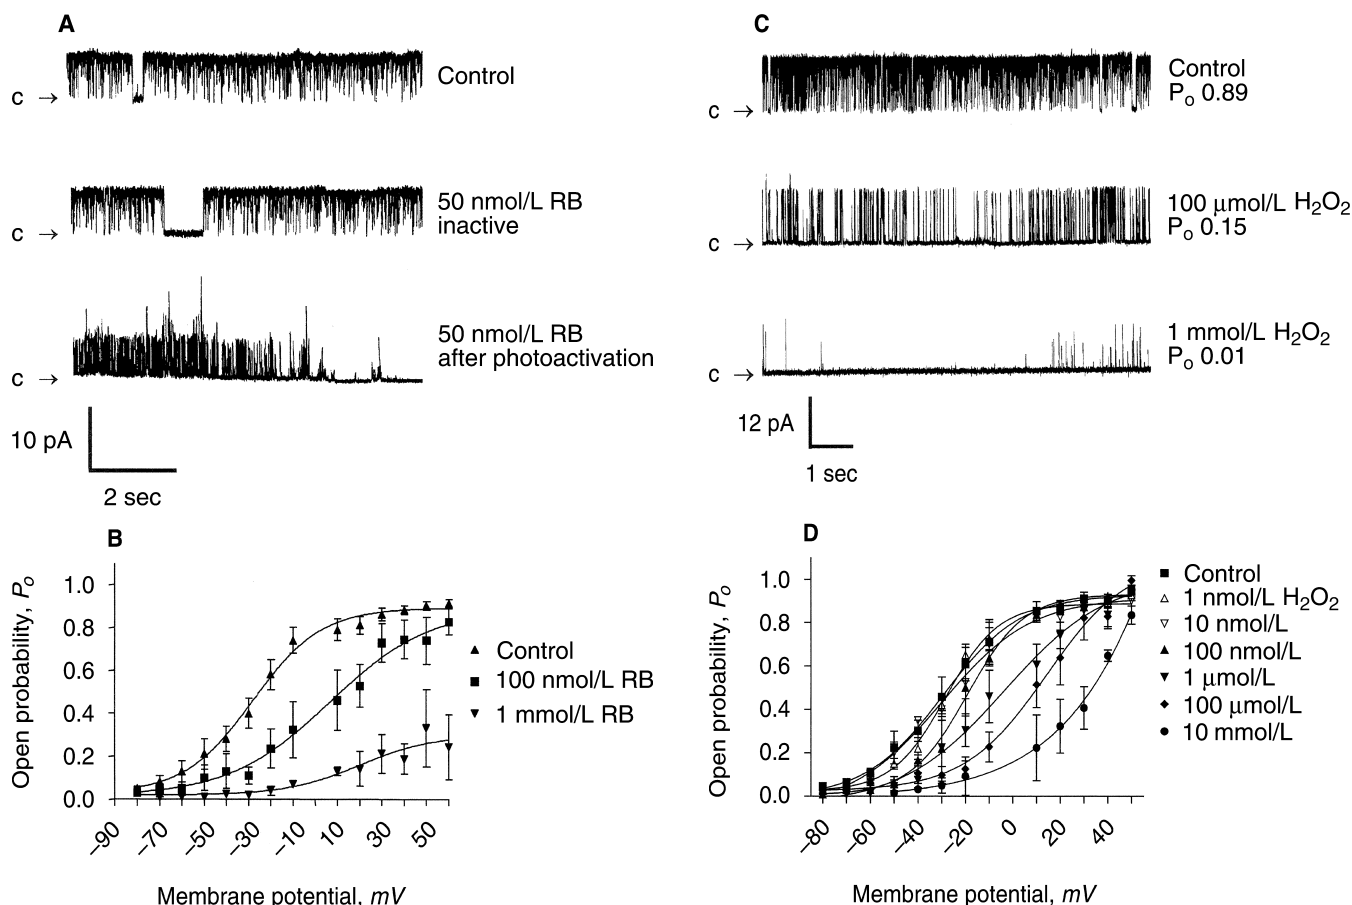 A
Control
c →
50 nmol/L RB
inactive
c →
50 nmol/L RB
after photoactivation
c →
10 pA
2 sec
C
Control
Pₒ 0.89
c →
100 μmol/L H₂O₂
Pₒ 0.15
c →
1 mmol/L H₂O₂
Pₒ 0.01
c →
12 pA
1 sec
B
Open probability, Pₒ
1.0
0.8
0.6
0.4
0.2
0.0
–90 –70 –50 –30 –10 10 30 50
Membrane potential, mV
Control
100 nmol/L RB
1 mmol/L RB
D
Open probability, Pₒ
1.0
0.8
0.6
0.4
0.2
0.0
–80 –60 –40 –20 0 20 40
Membrane potential, mV
Control
1 nmol/L H₂O₂
10 nmol/L
100 nmol/L
1 μmol/L
100 μmol/L
10 mmol/L